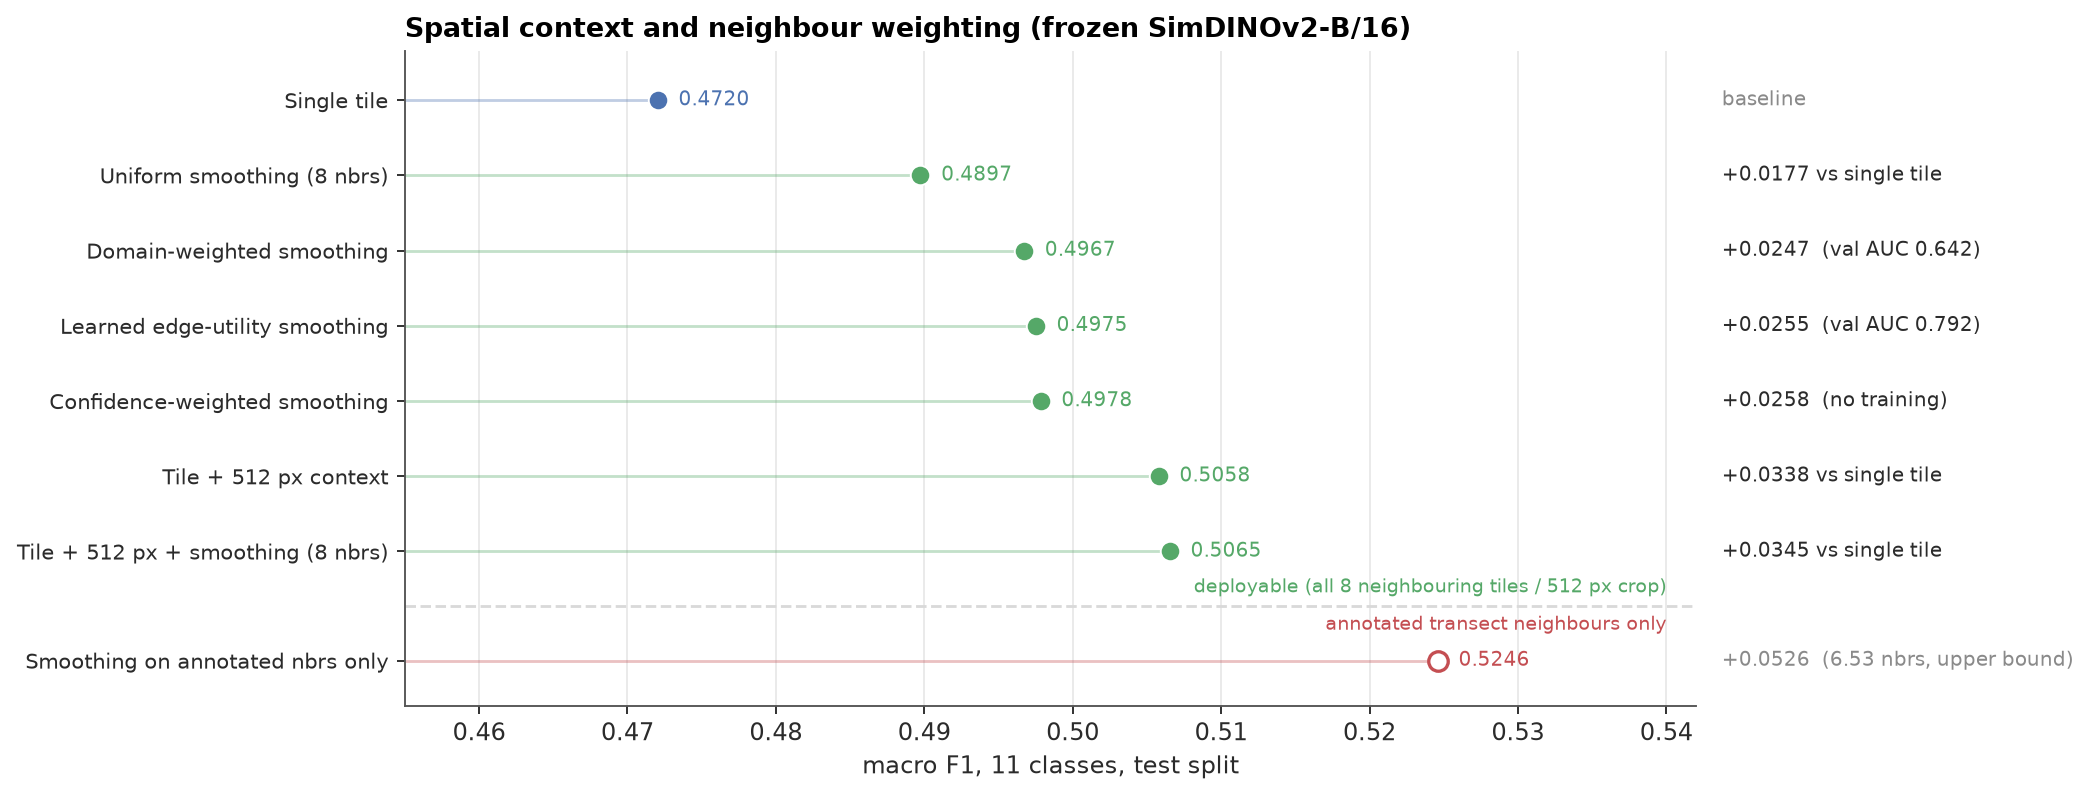 Spatial context and neighbour weighting (frozen SimDINOv2-B/16)
Single tile 0.4720 baseline
Uniform smoothing (8 nbrs) 0.4897 +0.0177 vs single tile
Domain-weighted smoothing 0.4967 +0.0247 (val AUC 0.642)
Learned edge-utility smoothing 0.4975 +0.0255 (val AUC 0.792)
Confidence-weighted smoothing 0.4978 +0.0258 (no training)
Tile + 512 px context 0.5058 +0.0338 vs single tile
Tile + 512 px + smoothing (8 nbrs) 0.5065 +0.0345 vs single tile
deployable (all 8 neighbouring tiles / 512 px crop)
annotated transect neighbours only
Smoothing on annotated nbrs only 0.5246 +0.0526 (6.53 nbrs, upper bound)
0.46 0.47 0.48 0.49 0.50 0.51 0.52 0.53 0.54
macro F1, 11 classes, test split